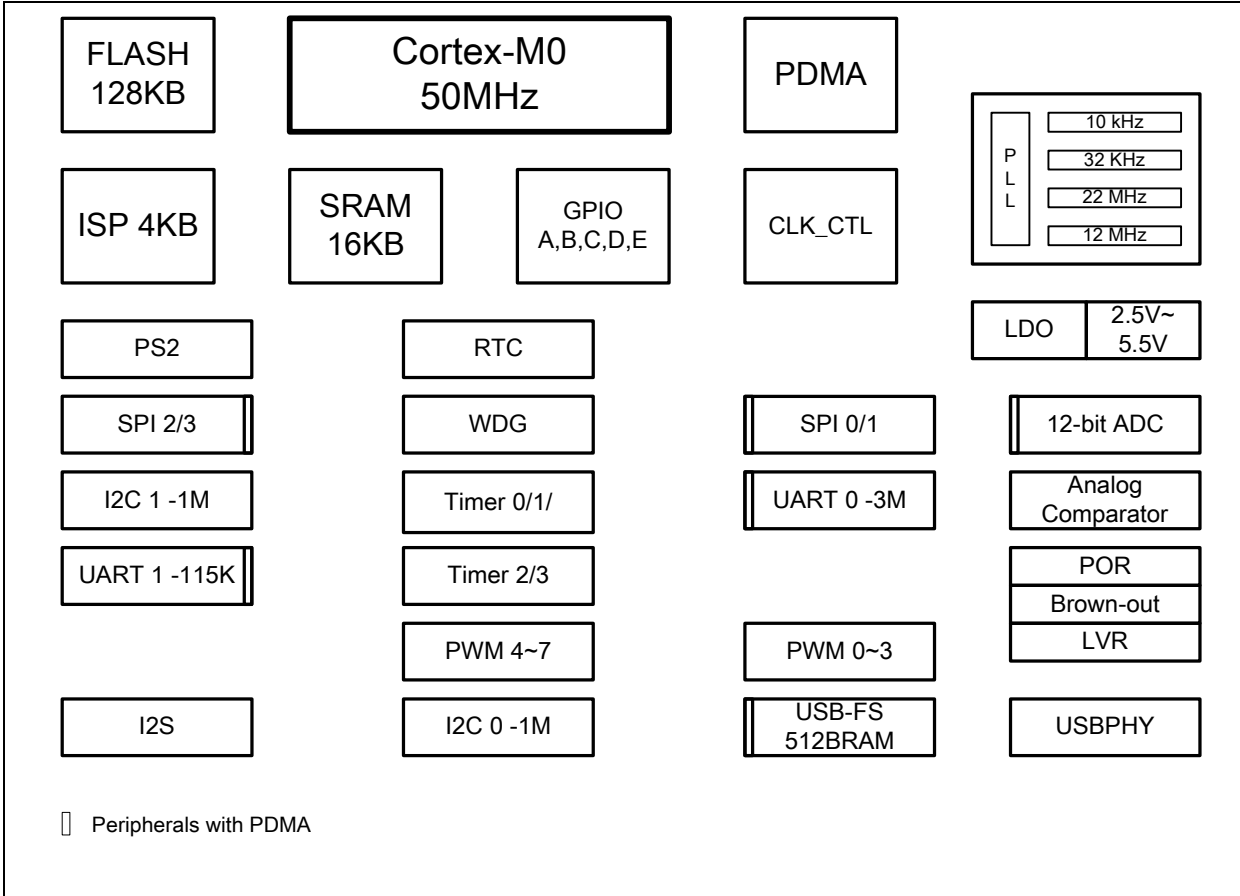 FLASH
128KB
Cortex-M0
50MHz
PDMA
10 kHz
32 KHz
22 MHz
12 MHz
P
L
L
ISP 4KB
SRAM
16KB
GPIO
A,B,C,D,E
CLK_CTL
LDO
2.5V~
5.5V
PS2
RTC
SPI 2/3
WDG
SPI 0/1
12-bit ADC
I2C 1 -1M
Timer 0/1/
UART 0 -3M
Analog
Comparator
UART 1 -115K
Timer 2/3
POR
Brown-out
LVR
PWM 4~7
PWM 0~3
I2S
I2C 0 -1M
USB-FS
512BRAM
USBPHY
Peripherals with PDMA